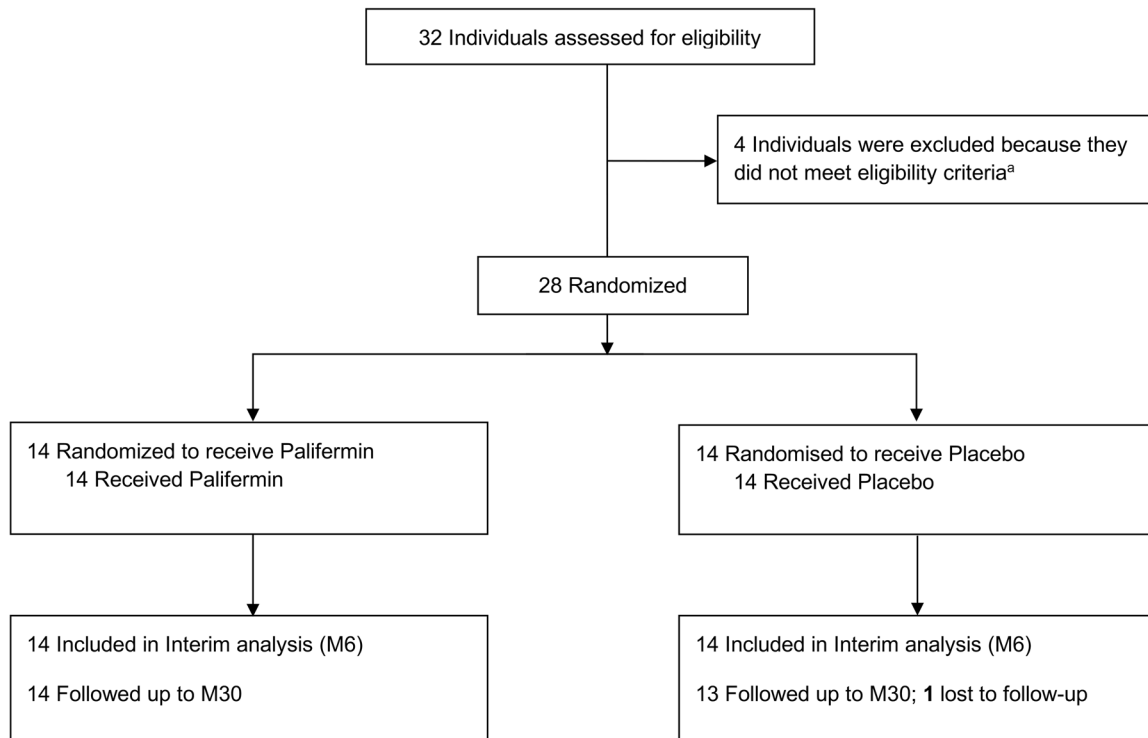 32 Individuals assessed for eligibility
4 Individuals were excluded because they
did not meet eligibility criteriaᵃ
28 Randomized
14 Randomized to receive Palifermin
14 Received Palifermin
14 Randomised to receive Placebo
14 Received Placebo
14 Included in Interim analysis (M6)
14 Followed up to M30
14 Included in Interim analysis (M6)
13 Followed up to M30; 1 lost to follow-up